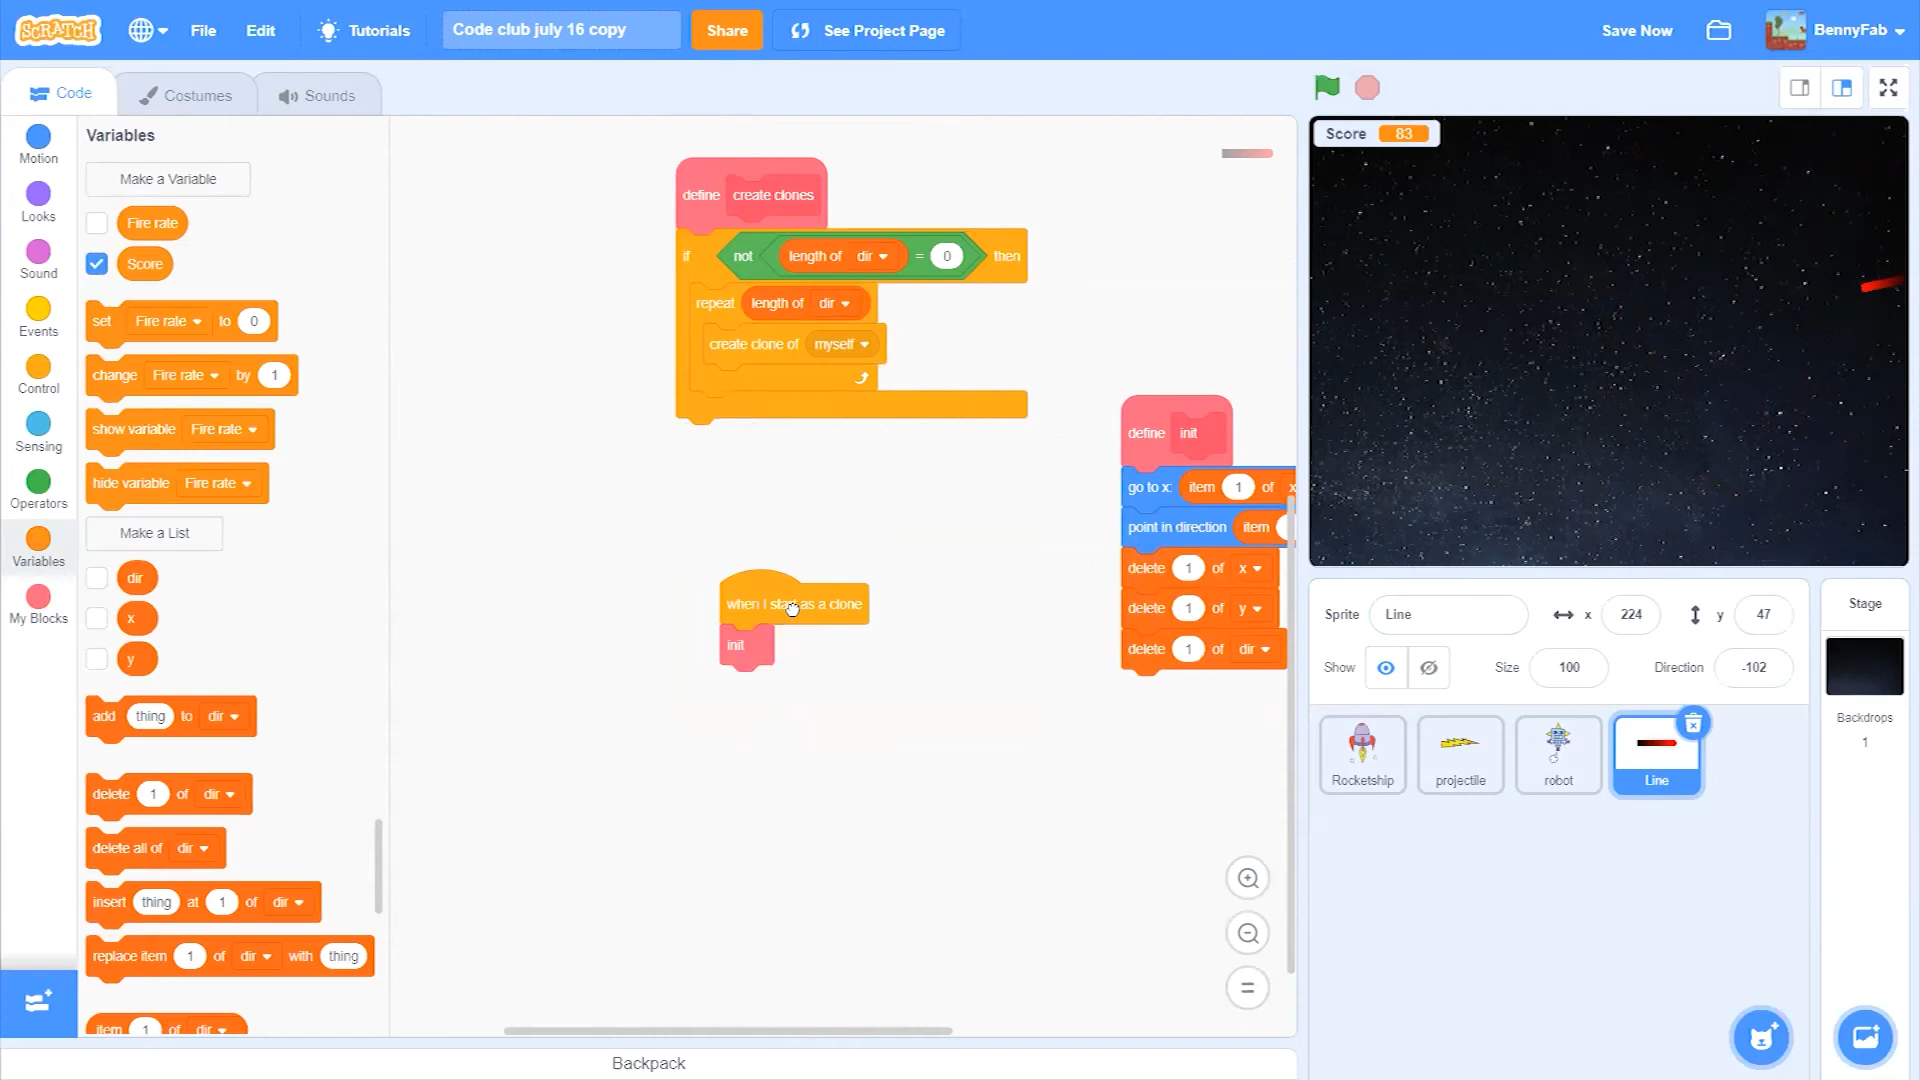 SCRATCH File Edit Tutorials Code club july 16 copy Share See Project Page Save Now BennyFab
Code Costumes Sounds
Motion
Looks
Sound
Events
Control
Sensing
Operators
Variables
My Blocks
Variables
Make a Variable
Fire rate
Score
set Fire rate to 0
change Fire rate by 1
show variable Fire rate
hide variable Fire rate
Make a List
dir
x
y
add thing to dir
delete 1 of dir
delete all of dir
insert thing at 1 of dir
replace item 1 of dir with thing
item 1 of dir
define create clones
if not length of dir = 0 then
repeat length of dir
create clone of myself
when I start as a clone
init
define init
go to x: item 1 of x
point in direction item
delete 1 of x
delete 1 of y
delete 1 of dir
Backpack
Score 83
Sprite Line x 224 y 47
Show Size 100 Direction -102
Rocketship
projectile
robot
Line
Stage
Backdrops
1